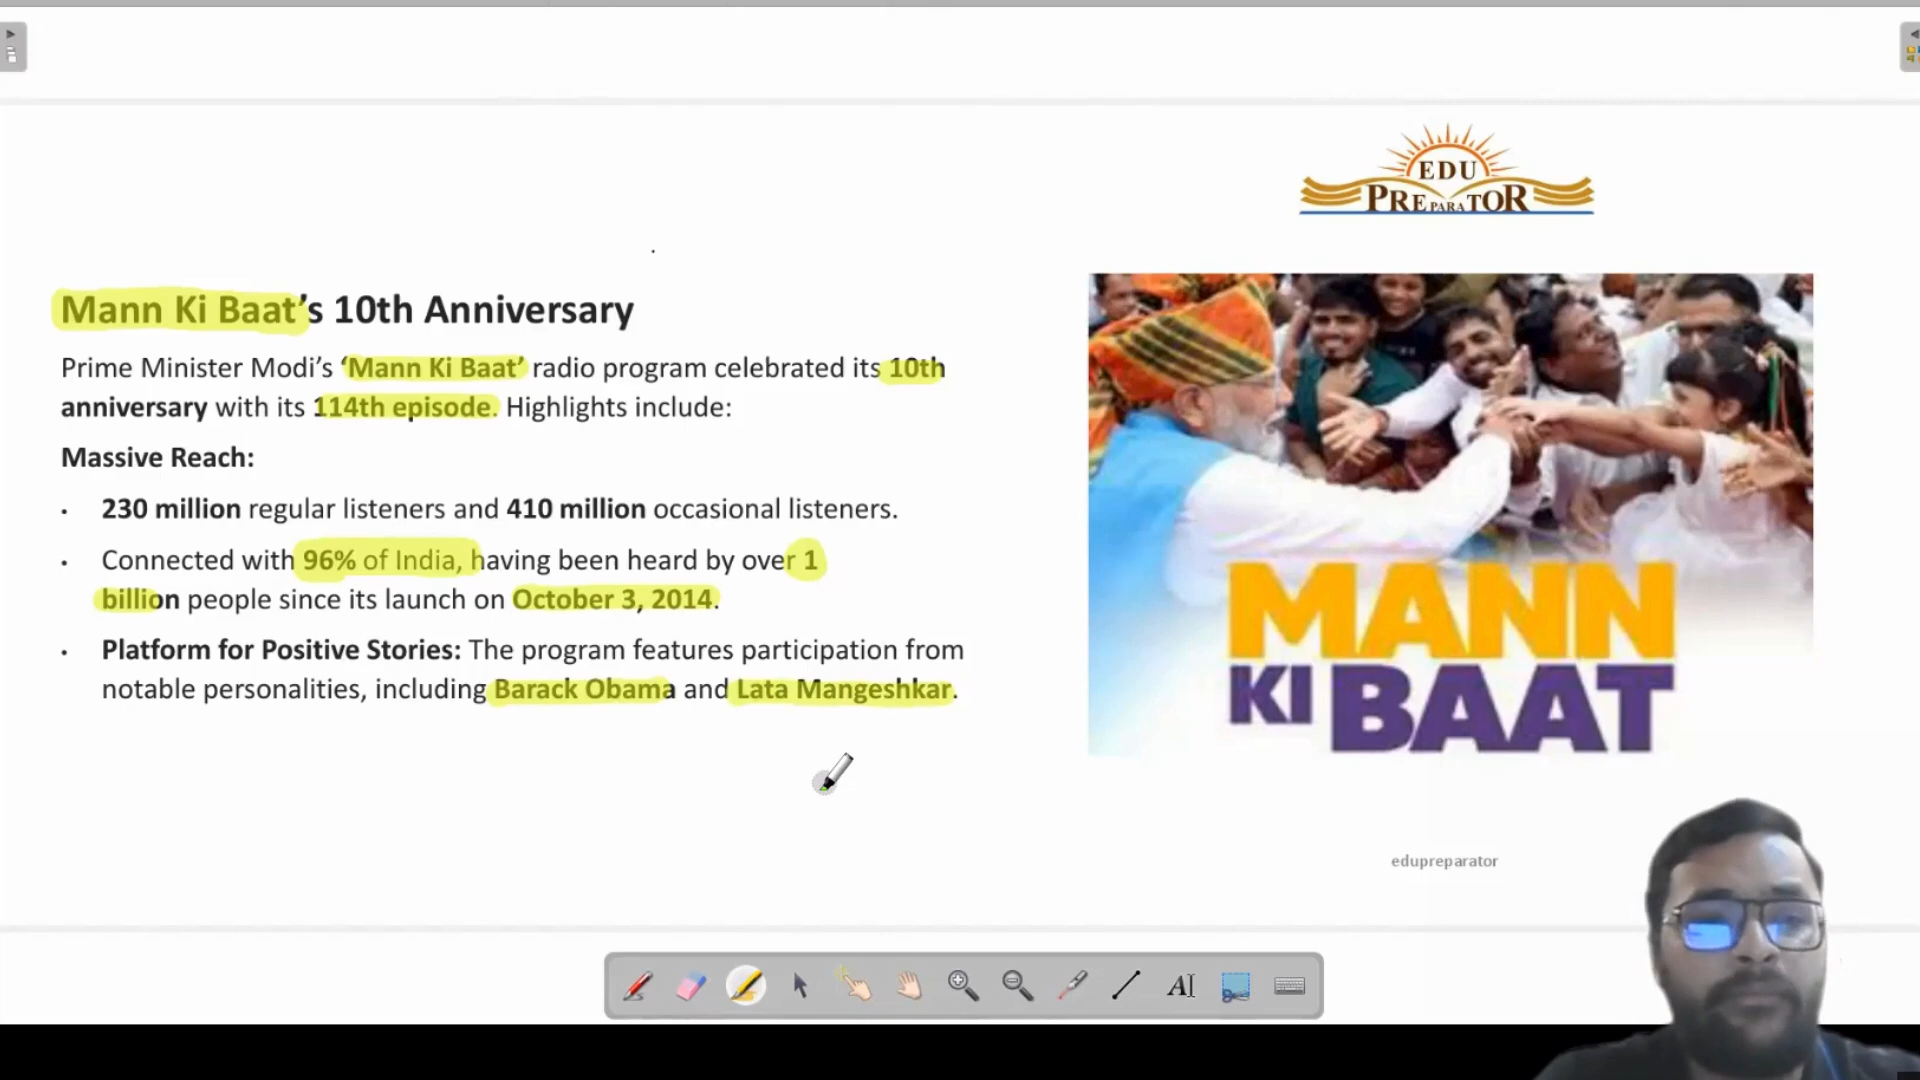 EDU
PREPARATOR
Mann Ki Baat’s 10th Anniversary
Prime Minister Modi’s ‘Mann Ki Baat’ radio program celebrated its 10th
anniversary with its 114th episode. Highlights include:
Massive Reach:
• 230 million regular listeners and 410 million occasional listeners.
• Connected with 96% of India, having been heard by over 1
billion people since its launch on October 3, 2014.
• Platform for Positive Stories: The program features participation from
notable personalities, including Barack Obama and Lata Mangeshkar.
MANN
KI BAAT
edupreparator
AI